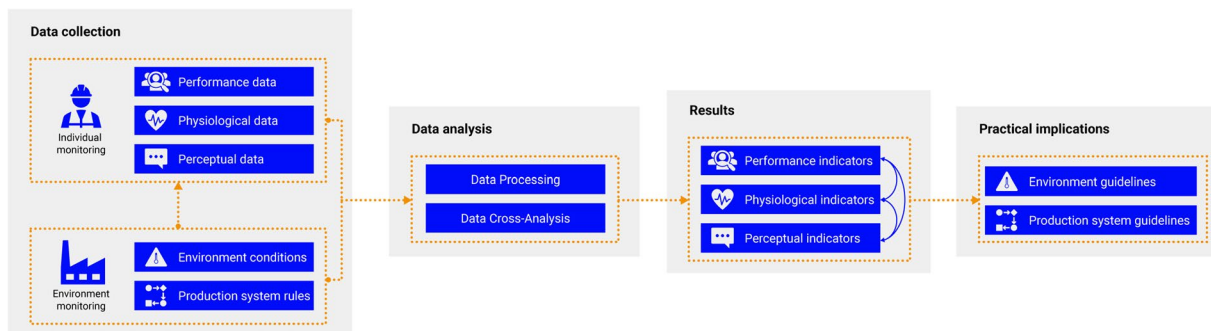 Data collection
Individual
monitoring
Performance data
Physiological data
Perceptual data
Environment
monitoring
Environment conditions
Production system rules
Data analysis
Data Processing
Data Cross-Analysis
Results
Performance indicators
Physiological indicators
Perceptual indicators
Practical implications
Environment guidelines
Production system guidelines